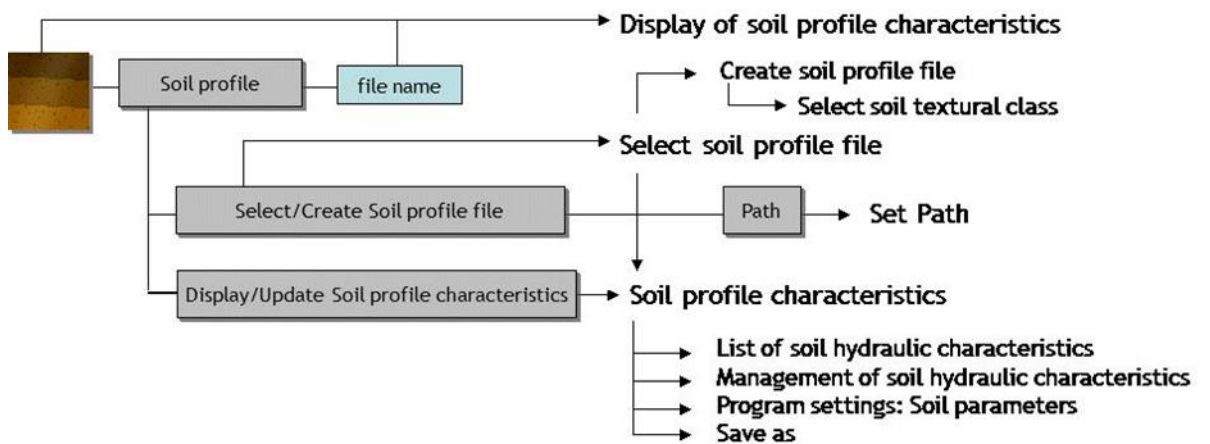 Display of soil profile characteristics
Create soil profile file
Soil profile
file name
Select soil textural class
Select soil profile file
Select/Create Soil profile file
Path
Set Path
Display/Update Soil profile characteristics
Soil profile characteristics
List of soil hydraulic characteristics
Management of soil hydraulic characteristics
Program settings: Soil parameters
Save as